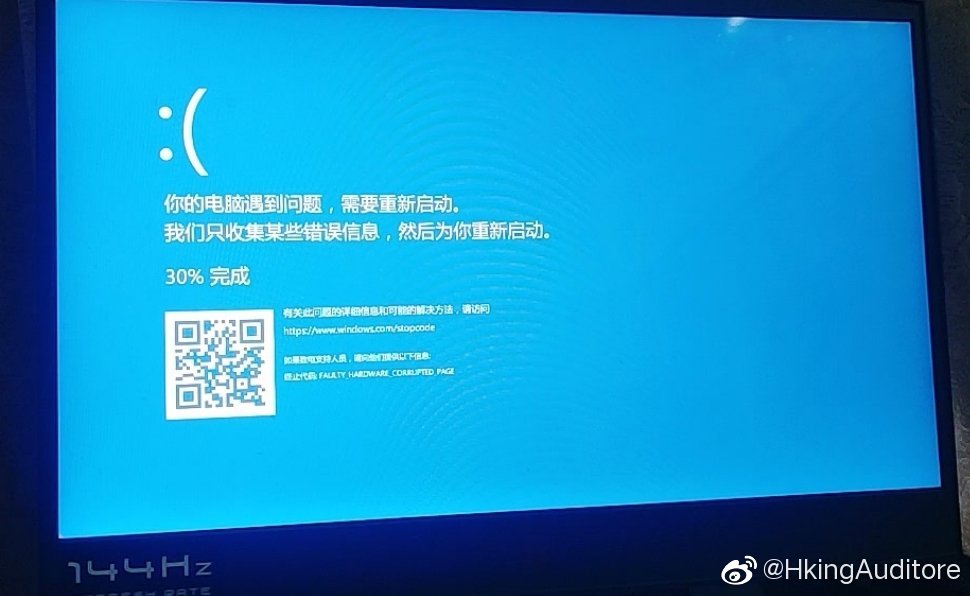 :(
你的电脑遇到问题，需要重新启动。
我们只收集某些错误信息，然后为你重新启动。
30% 完成
有关此问题的详细信息和可能的解决方法，请访问
https://www.windows.com/stopcode
如果致电支持人员，请向他们提供以下信息:
终止代码: FAULTY_HARDWARE_CORRUPTED_PAGE
144Hz
REFRESH RATE
@HkingAuditore